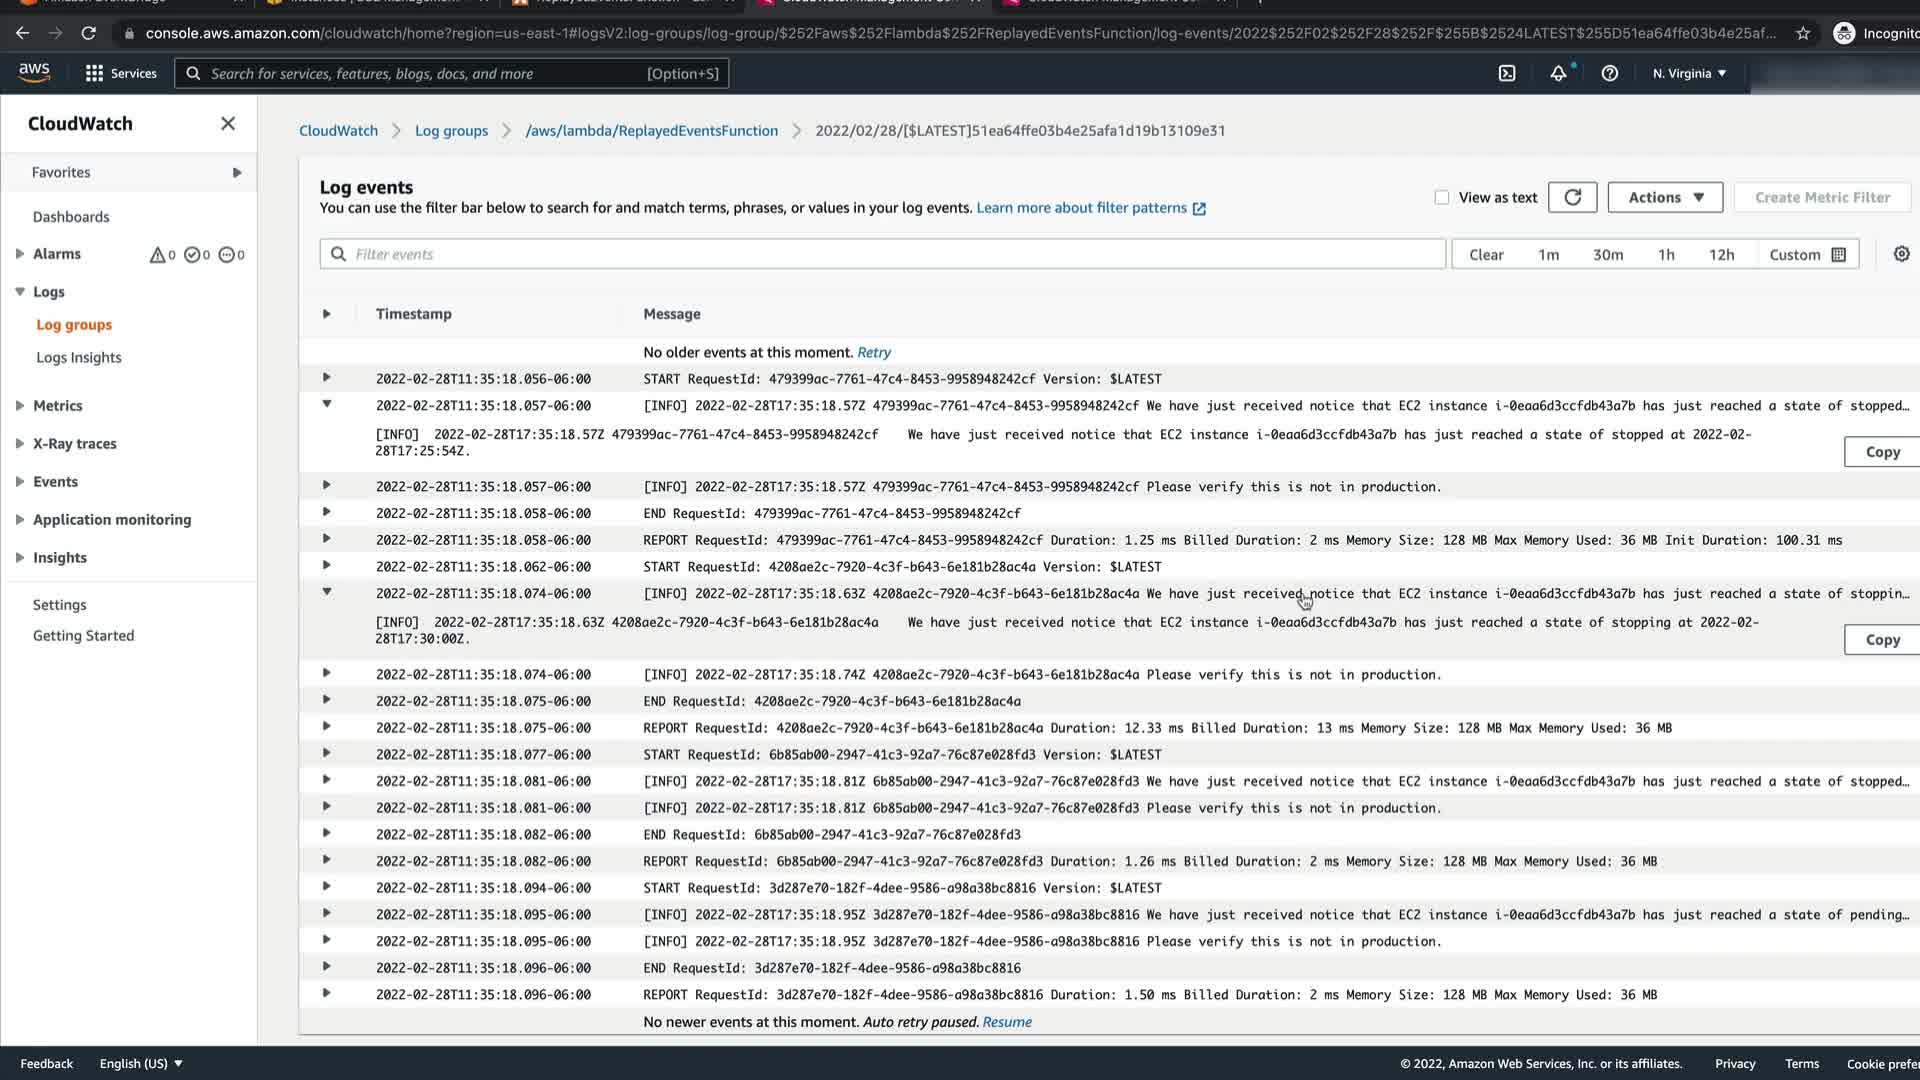 console.aws.amazon.com/cloudwatch/home?region=us-east-1#logsV2:log-groups/log-group/$252Faws$252Flambda$252FReplayedEventsFunction/log-events/2022$252F02$252F28$252F$255B$2524LATEST$255D51ea64ffe03b4e25af... Incognito
aws Services Search for services, features, blogs, docs, and more [Option+S] N. Virginia
CloudWatch
Favorites
Dashboards
Alarms 0 0 0
Logs
Log groups
Logs Insights
Metrics
X-Ray traces
Events
Application monitoring
Insights
Settings
Getting Started
CloudWatch Log groups /aws/lambda/ReplayedEventsFunction 2022/02/28/[$LATEST]51ea64ffe03b4e25afa1d19b13109e31
Log events
You can use the filter bar below to search for and match terms, phrases, or values in your log events. Learn more about filter patterns
View as text Actions Create Metric Filter
Filter events Clear 1m 30m 1h 12h Custom
Timestamp Message
No older events at this moment. Retry
2022-02-28T11:35:18.056-06:00 START RequestId: 479399ac-7761-47c4-8453-9958948242cf Version: $LATEST
2022-02-28T11:35:18.057-06:00 [INFO] 2022-02-28T17:35:18.57Z 479399ac-7761-47c4-8453-9958948242cf We have just received notice that EC2 instance i-0eaa6d3ccfdb43a7b has just reached a state of stopped...
[INFO] 2022-02-28T17:35:18.57Z 479399ac-7761-47c4-8453-9958948242cf We have just received notice that EC2 instance i-0eaa6d3ccfdb43a7b has just reached a state of stopped at 2022-02-
28T17:25:54Z.
Copy
2022-02-28T11:35:18.057-06:00 [INFO] 2022-02-28T17:35:18.57Z 479399ac-7761-47c4-8453-9958948242cf Please verify this is not in production.
2022-02-28T11:35:18.058-06:00 END RequestId: 479399ac-7761-47c4-8453-9958948242cf
2022-02-28T11:35:18.058-06:00 REPORT RequestId: 479399ac-7761-47c4-8453-9958948242cf Duration: 1.25 ms Billed Duration: 2 ms Memory Size: 128 MB Max Memory Used: 36 MB Init Duration: 100.31 ms
2022-02-28T11:35:18.062-06:00 START RequestId: 4208ae2c-7920-4c3f-b643-6e181b28ac4a Version: $LATEST
2022-02-28T11:35:18.074-06:00 [INFO] 2022-02-28T17:35:18.63Z 4208ae2c-7920-4c3f-b643-6e181b28ac4a We have just received notice that EC2 instance i-0eaa6d3ccfdb43a7b has just reached a state of stoppin...
[INFO] 2022-02-28T17:35:18.63Z 4208ae2c-7920-4c3f-b643-6e181b28ac4a We have just received notice that EC2 instance i-0eaa6d3ccfdb43a7b has just reached a state of stopping at 2022-02-
28T17:30:00Z.
Copy
2022-02-28T11:35:18.074-06:00 [INFO] 2022-02-28T17:35:18.74Z 4208ae2c-7920-4c3f-b643-6e181b28ac4a Please verify this is not in production.
2022-02-28T11:35:18.075-06:00 END RequestId: 4208ae2c-7920-4c3f-b643-6e181b28ac4a
2022-02-28T11:35:18.075-06:00 REPORT RequestId: 4208ae2c-7920-4c3f-b643-6e181b28ac4a Duration: 12.33 ms Billed Duration: 13 ms Memory Size: 128 MB Max Memory Used: 36 MB
2022-02-28T11:35:18.077-06:00 START RequestId: 6b85ab00-2947-41c3-92a7-76c87e028fd3 Version: $LATEST
2022-02-28T11:35:18.081-06:00 [INFO] 2022-02-28T17:35:18.81Z 6b85ab00-2947-41c3-92a7-76c87e028fd3 We have just received notice that EC2 instance i-0eaa6d3ccfdb43a7b has just reached a state of stopped...
2022-02-28T11:35:18.081-06:00 [INFO] 2022-02-28T17:35:18.81Z 6b85ab00-2947-41c3-92a7-76c87e028fd3 Please verify this is not in production.
2022-02-28T11:35:18.082-06:00 END RequestId: 6b85ab00-2947-41c3-92a7-76c87e028fd3
2022-02-28T11:35:18.082-06:00 REPORT RequestId: 6b85ab00-2947-41c3-92a7-76c87e028fd3 Duration: 1.26 ms Billed Duration: 2 ms Memory Size: 128 MB Max Memory Used: 36 MB
2022-02-28T11:35:18.094-06:00 START RequestId: 3d287e70-182f-4dee-9586-a98a38bc8816 Version: $LATEST
2022-02-28T11:35:18.095-06:00 [INFO] 2022-02-28T17:35:18.95Z 3d287e70-182f-4dee-9586-a98a38bc8816 We have just received notice that EC2 instance i-0eaa6d3ccfdb43a7b has just reached a state of pending...
2022-02-28T11:35:18.095-06:00 [INFO] 2022-02-28T17:35:18.95Z 3d287e70-182f-4dee-9586-a98a38bc8816 Please verify this is not in production.
2022-02-28T11:35:18.096-06:00 END RequestId: 3d287e70-182f-4dee-9586-a98a38bc8816
2022-02-28T11:35:18.096-06:00 REPORT RequestId: 3d287e70-182f-4dee-9586-a98a38bc8816 Duration: 1.50 ms Billed Duration: 2 ms Memory Size: 128 MB Max Memory Used: 36 MB
No newer events at this moment. Auto retry paused. Resume
Feedback English (US) © 2022, Amazon Web Services, Inc. or its affiliates. Privacy Terms Cookie prefer